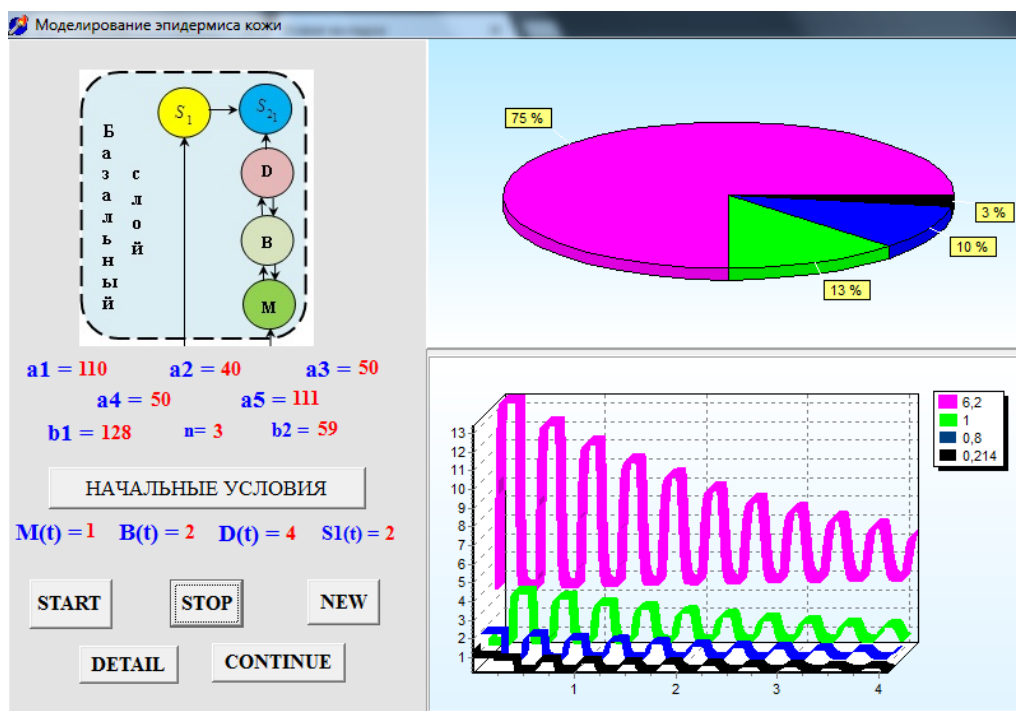 Моделирование эпидермиса кожи
Базальный
слой
S1
S21
D
B
M
a1 = 110 a2 = 40 a3 = 50
a4 = 50 a5 = 111
b1 = 128 n= 3 b2 = 59
НАЧАЛЬНЫЕ УСЛОВИЯ
M(t) = 1 B(t) = 2 D(t) = 4 S1(t) = 2
START STOP NEW
DETAIL CONTINUE
75 %
3 %
10 %
13 %
13
12
11
10
9
8
7
6
5
4
3
2
1
1 2 3 4
6,2
1
0,8
0,214